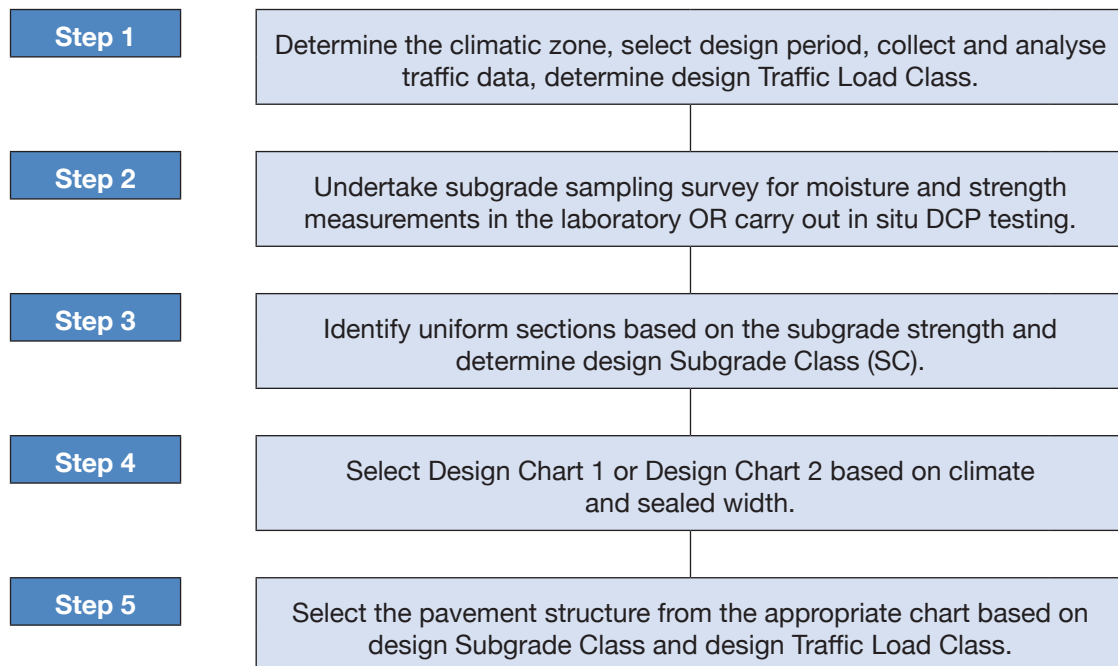 Step 1
Determine the climatic zone, select design period, collect and analyse
traffic data, determine design Traffic Load Class.
Step 2
Undertake subgrade sampling survey for moisture and strength
measurements in the laboratory OR carry out in situ DCP testing.
Step 3
Identify uniform sections based on the subgrade strength and
determine design Subgrade Class (SC).
Step 4
Select Design Chart 1 or Design Chart 2 based on climate
and sealed width.
Step 5
Select the pavement structure from the appropriate chart based on
design Subgrade Class and design Traffic Load Class.